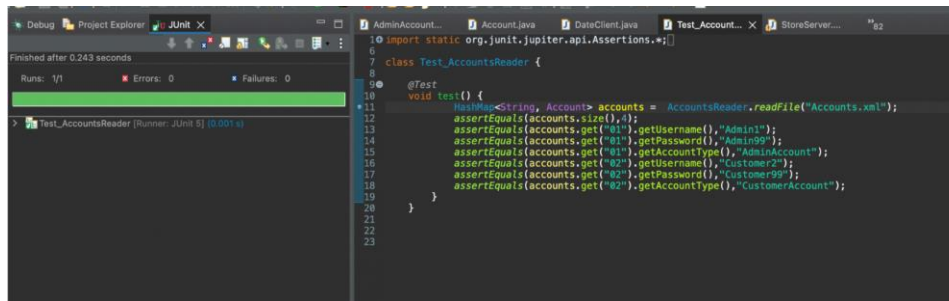 Debug Project Explorer JUnit
Finished after 0.243 seconds
Runs: 1/1 Errors: 0 Failures: 0
Test_AccountsReader [Runner: JUnit 5] (0.001 s)
AdminAccount... Account.java DateClient.java Test_Account... StoreServer.... 82
1 import static org.junit.jupiter.api.Assertions.*;
6
7 class Test_AccountsReader {
8
9 @Test
10 void test() {
11 HashMap<String, Account> accounts = AccountsReader.readFile("Accounts.xml");
12 assertEquals(accounts.size(),4);
13 assertEquals(accounts.get("01").getUsername(),"Admin1");
14 assertEquals(accounts.get("01").getPassword(),"Admin99");
15 assertEquals(accounts.get("01").getAccountType(),"AdminAccount");
16 assertEquals(accounts.get("02").getUsername(),"Customer2");
17 assertEquals(accounts.get("02").getPassword(),"Customer99");
18 assertEquals(accounts.get("02").getAccountType(),"CustomerAccount");
19 }
20 }
21
22
23